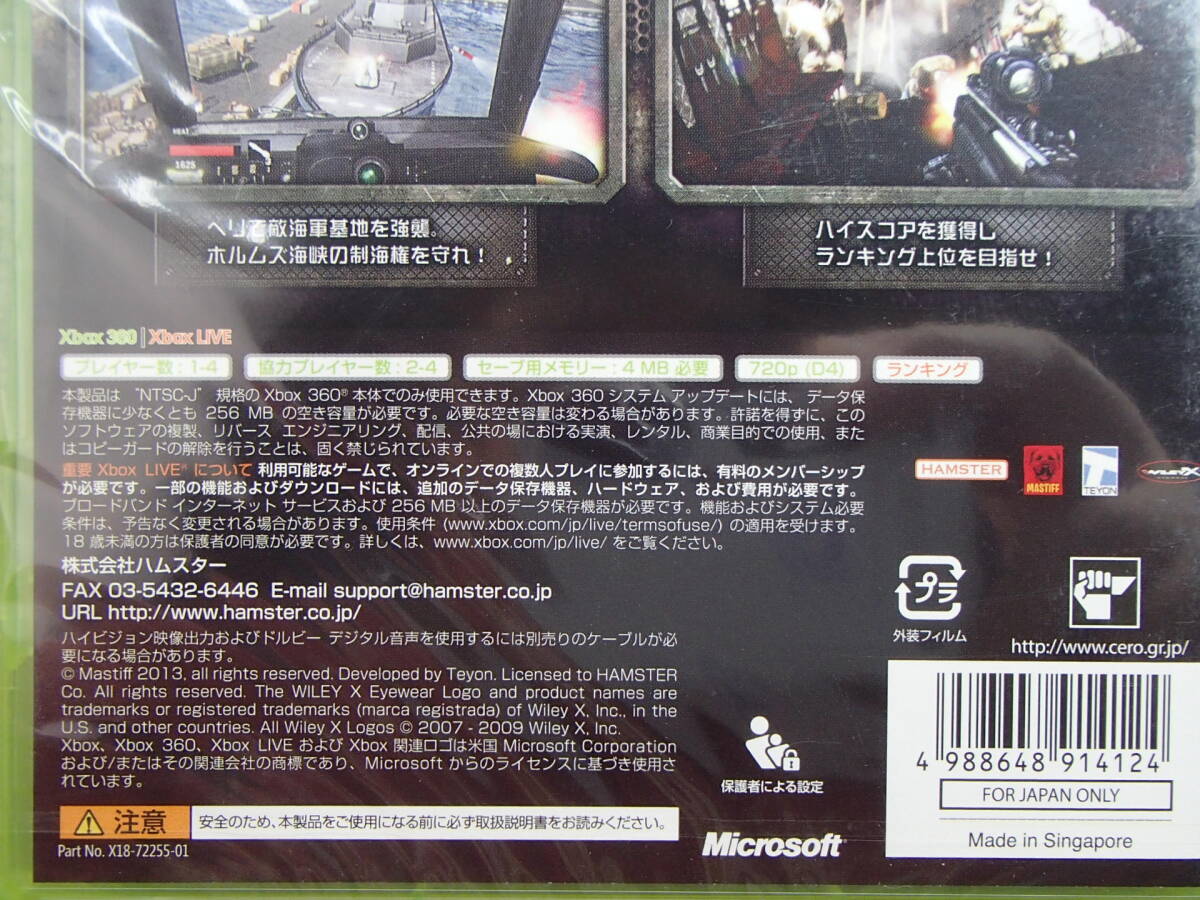 HEAT
1625
ヘリで敵海軍基地を強襲。
ホルムズ海峡の制海権を守れ！
ハイスコアを獲得し
ランキング上位を目指せ！
Xbox 360 | Xbox LIVE
プレイヤー数：1-4
協力プレイヤー数：2-4
セーブ用メモリー：4 MB 必要
720p (D4)
ランキング
本製品は "NTSC-J" 規格の Xbox 360® 本体でのみ使用できます。Xbox 360 システム アップデートには、データ保
存機器に少なくとも 256 MB の空き容量が必要です。必要な空き容量は変わる場合があります。許諾を得ずに、この
ソフトウェアの複製、リバース エンジニアリング、配信、公共の場における実演、レンタル、商業目的での使用、また
はコピーガードの解除を行うことは、固く禁じられています。
重要 Xbox LIVE® について 利用可能なゲームで、オンラインでの複数人プレイに参加するには、有料のメンバーシップ
が必要です。一部の機能およびダウンロードには、追加のデータ保存機器、ハードウェア、および費用が必要です。
ブロードバンド インターネット サービスおよび 256 MB 以上のデータ保存機器が必要です。機能およびシステム必要
条件は、予告なく変更される場合があります。使用条件 (www.xbox.com/jp/live/termsofuse/) の適用を受けます。
18 歳未満の方は保護者の同意が必要です。詳しくは、www.xbox.com/jp/live/ をご覧ください。
HAMSTER
MASTIFF
TEYON
株式会社ハムスター
FAX 03-5432-6446 E-mail support@hamster.co.jp
URL http://www.hamster.co.jp/
プラ
外装フィルム
http://www.cero.gr.jp/
ハイビジョン映像出力およびドルビー デジタル音声を使用するには別売りのケーブルが必
要になる場合があります。
© Mastiff 2013, all rights reserved. Developed by Teyon. Licensed to HAMSTER
Co. All rights reserved. The WILEY X Eyewear Logo and product names are
trademarks or registered trademarks (marca registrada) of Wiley X, Inc., in the
U.S. and other countries. All Wiley X Logos © 2007 - 2009 Wiley X, Inc.
Xbox、Xbox 360、Xbox LIVE および Xbox 関連ロゴは米国 Microsoft Corporation
および/またはその関連会社の商標であり、Microsoft からのライセンスに基づき使用さ
れています。
保護者による設定
4 988648 914124
FOR JAPAN ONLY
Made in Singapore
注意
安全のため、本製品をご使用になる前に必ず取扱説明書をお読みください。
Microsoft®
Part No. X18-72255-01